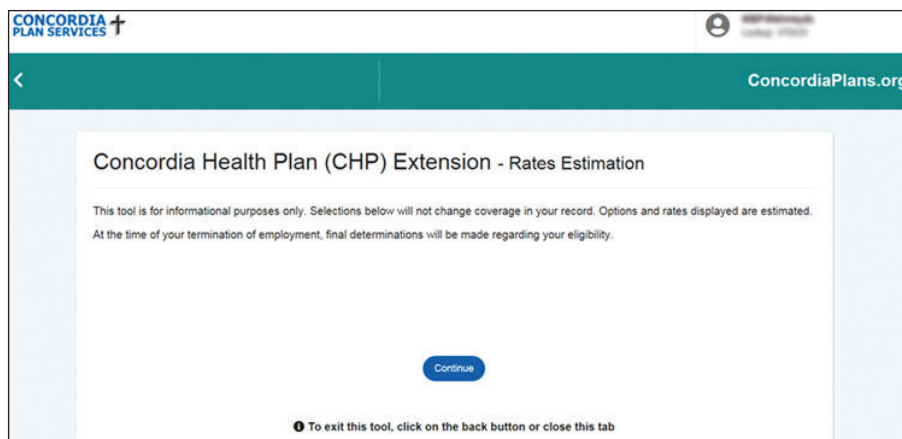 CONCORDIA
PLAN SERVICES
ConcordiaPlans.org
Concordia Health Plan (CHP) Extension - Rates Estimation
This tool is for informational purposes only. Selections below will not change coverage in your record. Options and rates displayed are estimated.
At the time of your termination of employment, final determinations will be made regarding your eligibility.
Continue
To exit this tool, click on the back button or close this tab